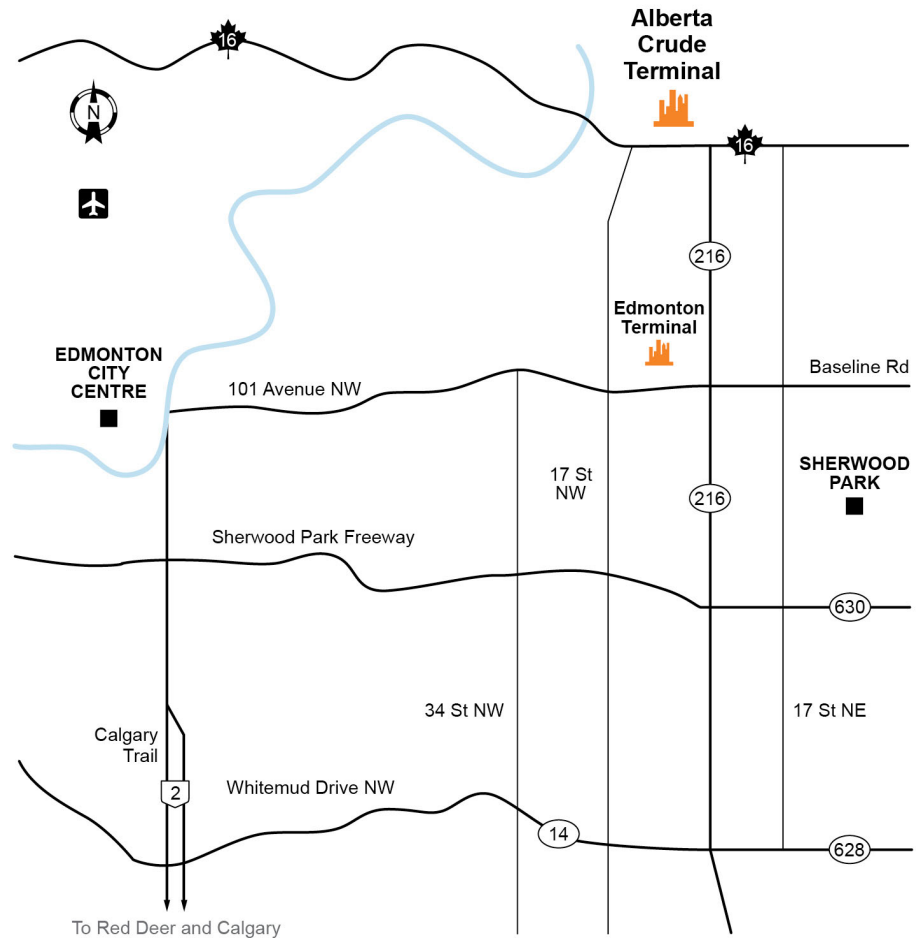 Alberta
Crude
Terminal
16
N
16
216
Edmonton
Terminal
EDMONTON
CITY
CENTRE
Baseline Rd
101 Avenue NW
17 St
NW
216
SHERWOOD
PARK
Sherwood Park Freeway
630
34 St NW
17 St NE
Calgary
Trail
2
Whitemud Drive NW
14
628
To Red Deer and Calgary